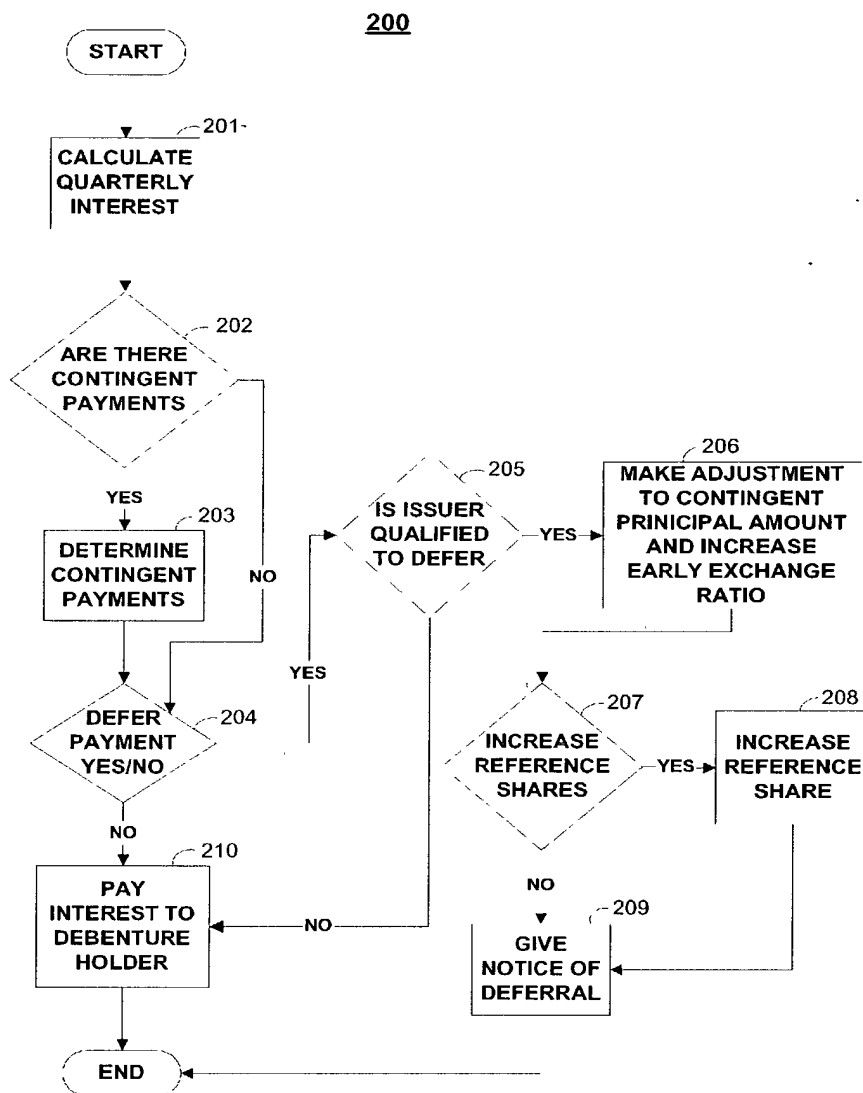 200
START
201
CALCULATE
QUARTERLY
INTEREST
202
ARE THERE
CONTINGENT
PAYMENTS
YES
NO
203
DETERMINE
CONTINGENT
PAYMENTS
204
DEFER
PAYMENT
YES/NO
YES
NO
205
IS ISSUER
QUALIFIED
TO DEFER
YES
NO
206
MAKE ADJUSTMENT
TO CONTINGENT
PRINICIPAL AMOUNT
AND INCREASE
EARLY EXCHANGE
RATIO
207
INCREASE
REFERENCE
SHARES
YES
NO
208
INCREASE
REFERENCE
SHARE
209
GIVE
NOTICE OF
DEFERRAL
210
PAY
INTEREST TO
DEBENTURE
HOLDER
END